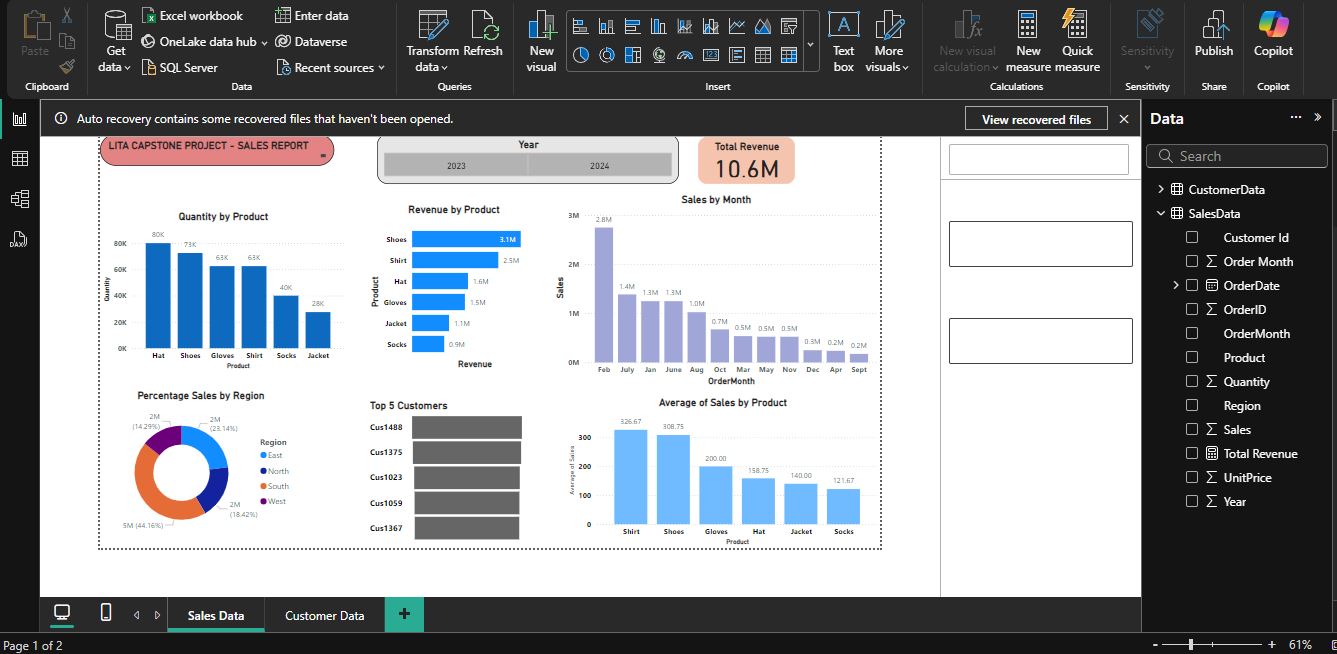 Paste
Clipboard
Get data
Excel workbook
OneLake data hub
SQL Server
Enter data
Dataverse
Recent sources
Data
Transform data
Refresh
Queries
New visual
Text box
More visuals
Insert
New visual calculation
New measure
Quick measure
Calculations
Sensitivity
Sensitivity
Publish
Share
Copilot
Copilot
Auto recovery contains some recovered files that haven't been opened.
View recovered files
LITA CAPSTONE PROJECT - SALES REPORT
Year
2023 2024
Total Revenue
10.6M
Quantity by Product
Quantity
80K
60K
40K
20K
0K
80K 73K 63K 63K 40K 28K
Hat Shoes Gloves Shirt Socks Jacket
Product
Revenue by Product
Product
Shoes 3.1M
Shirt 2.5M
Hat 1.6M
Gloves 1.5M
Jacket 1.1M
Socks 0.9M
Revenue
Sales by Month
Sales
3M
2M
1M
0M
2.8M 1.4M 1.3M 1.3M 1.0M 0.7M 0.5M 0.5M 0.5M 0.3M 0.2M 0.2M
Feb July Jan June Aug Oct Mar May Nov Dec Apr Sept
OrderMonth
Percentage Sales by Region
2M (14.29%)
2M (23.14%)
2M (18.42%)
5M (44.16%)
Region
East
North
South
West
Top 5 Customers
Cus1488
Cus1375
Cus1023
Cus1059
Cus1367
Average of Sales by Product
Average of Sales
300
200
100
0
326.67 308.75 200.00 158.75 140.00 121.67
Shirt Shoes Gloves Hat Jacket Socks
Product
Data
Search
CustomerData
SalesData
Customer Id
Order Month
OrderDate
OrderID
OrderMonth
Product
Quantity
Region
Sales
Total Revenue
UnitPrice
Year
Sales Data
Customer Data
Page 1 of 2
61%